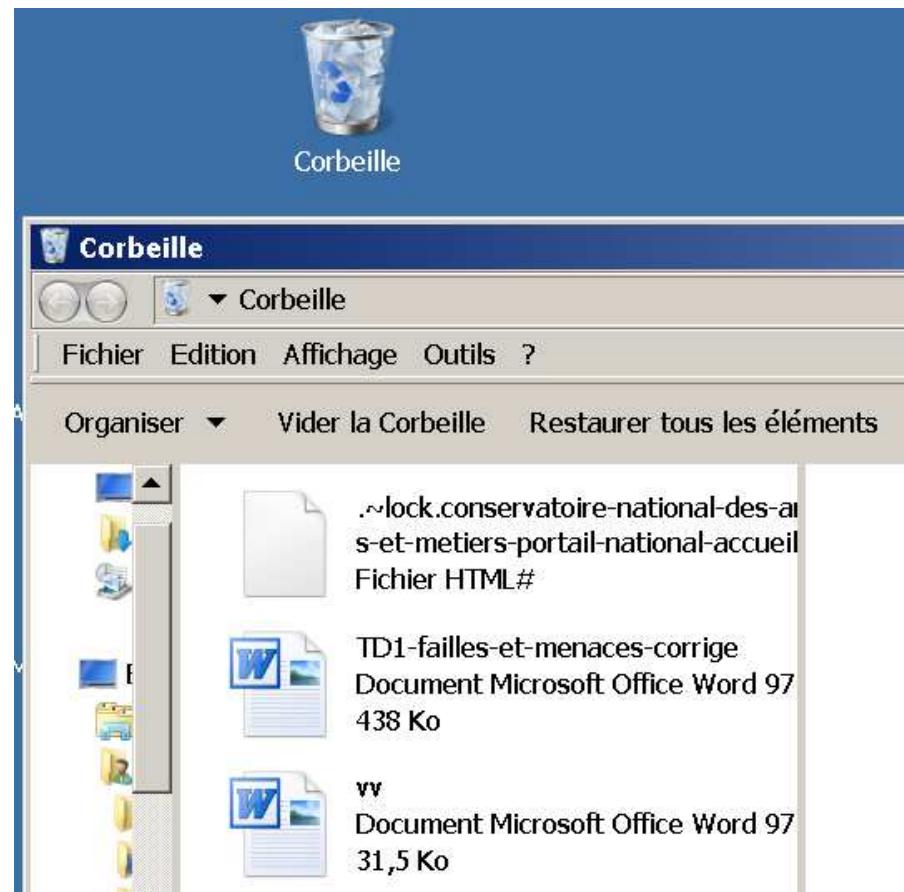 Corbeille
Corbeille
Corbeille
Fichier Edition Affichage Outils ?
Organiser Vider la Corbeille Restaurer tous les éléments
.~lock.conservatoire-national-des-ar
s-et-metiers-portail-national-accueil
Fichier HTML#
TD1-failles-et-menaces-corrige
Document Microsoft Office Word 97
438 Ko
vv
Document Microsoft Office Word 97
31,5 Ko